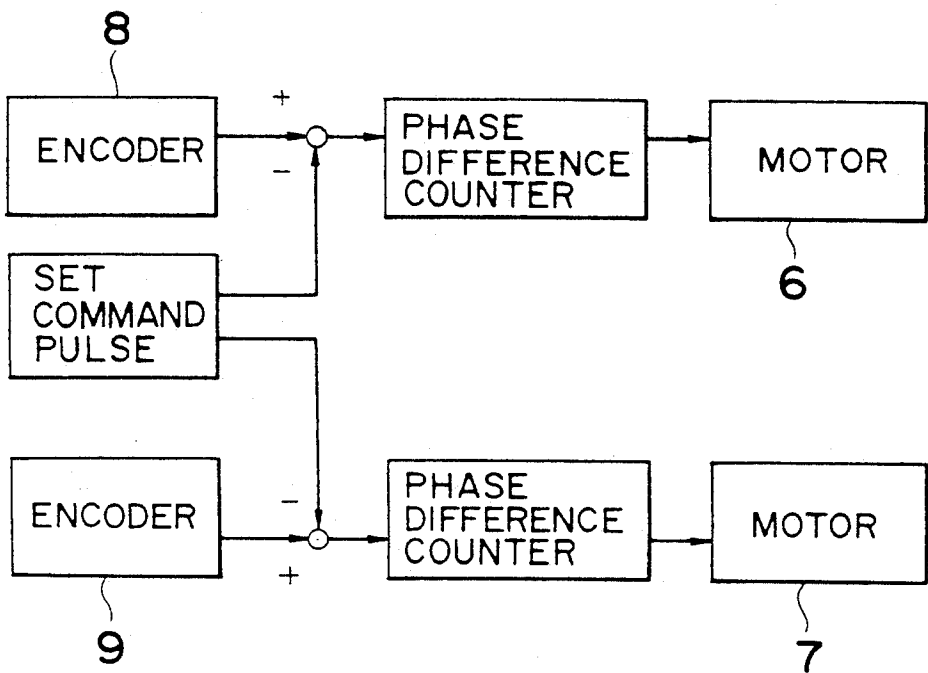 8
ENCODER
+
-
PHASE
DIFFERENCE
COUNTER
MOTOR
6
SET
COMMAND
PULSE
ENCODER
9
-
+
PHASE
DIFFERENCE
COUNTER
MOTOR
7